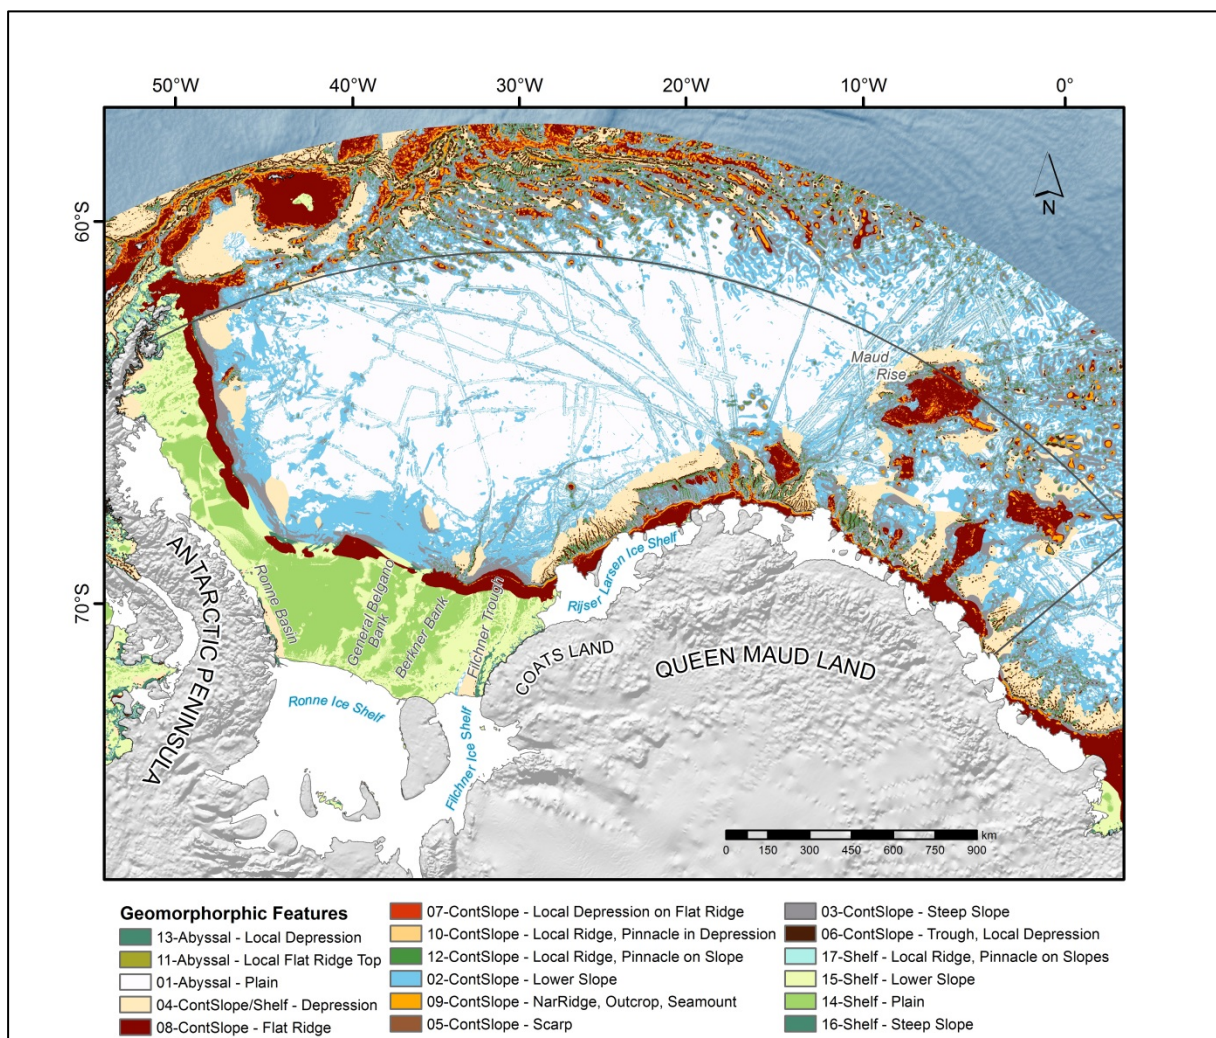 50°W 40°W 30°W 20°W 10°W 0°
60°S
N
Maud
Rise
70°S
ANTARCTIC PENINSULA
Ronne Basin
General Belgano
Bank
Berkner Bank
Filchner Trough
Rijser Larsen Ice Shelf
COATS LAND
QUEEN MAUD LAND
Ronne Ice Shelf
Filchner Ice Shelf
km
0 150 300 450 600 750 900
Geomorphorphic Features
13-Abyssal - Local Depression
11-Abyssal - Local Flat Ridge Top
01-Abyssal - Plain
04-ContSlope/Shelf - Depression
08-ContSlope - Flat Ridge
07-ContSlope - Local Depression on Flat Ridge
10-ContSlope - Local Ridge, Pinnacle in Depression
12-ContSlope - Local Ridge, Pinnacle on Slope
02-ContSlope - Lower Slope
09-ContSlope - NarRidge, Outcrop, Seamount
05-ContSlope - Scarp
03-ContSlope - Steep Slope
06-ContSlope - Trough, Local Depression
17-Shelf - Local Ridge, Pinnacle on Slopes
15-Shelf - Lower Slope
14-Shelf - Plain
16-Shelf - Steep Slope